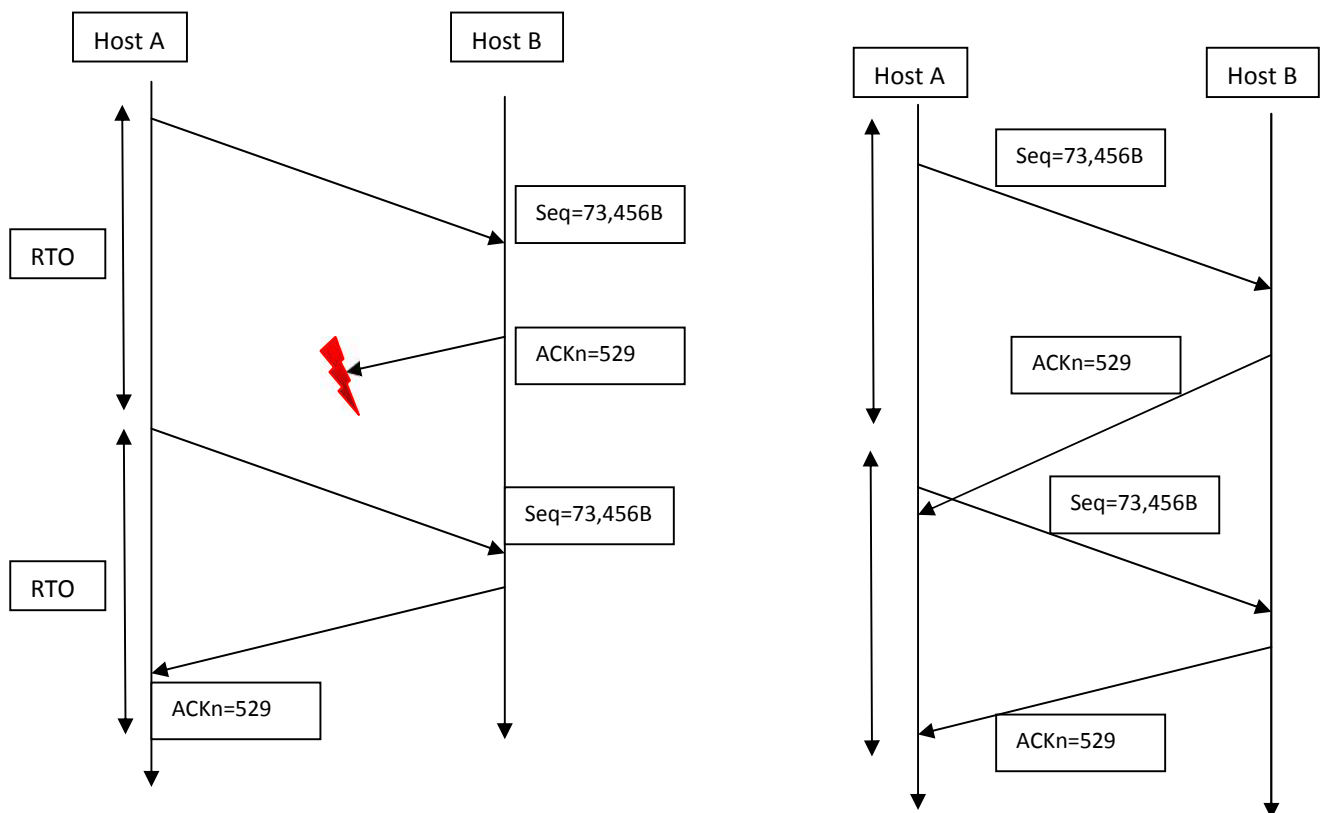 Host A
Host B
Seq=73,456B
RTO
ACKn=529
Seq=73,456B
RTO
ACKn=529
Host A
Host B
Seq=73,456B
ACKn=529
Seq=73,456B
ACKn=529